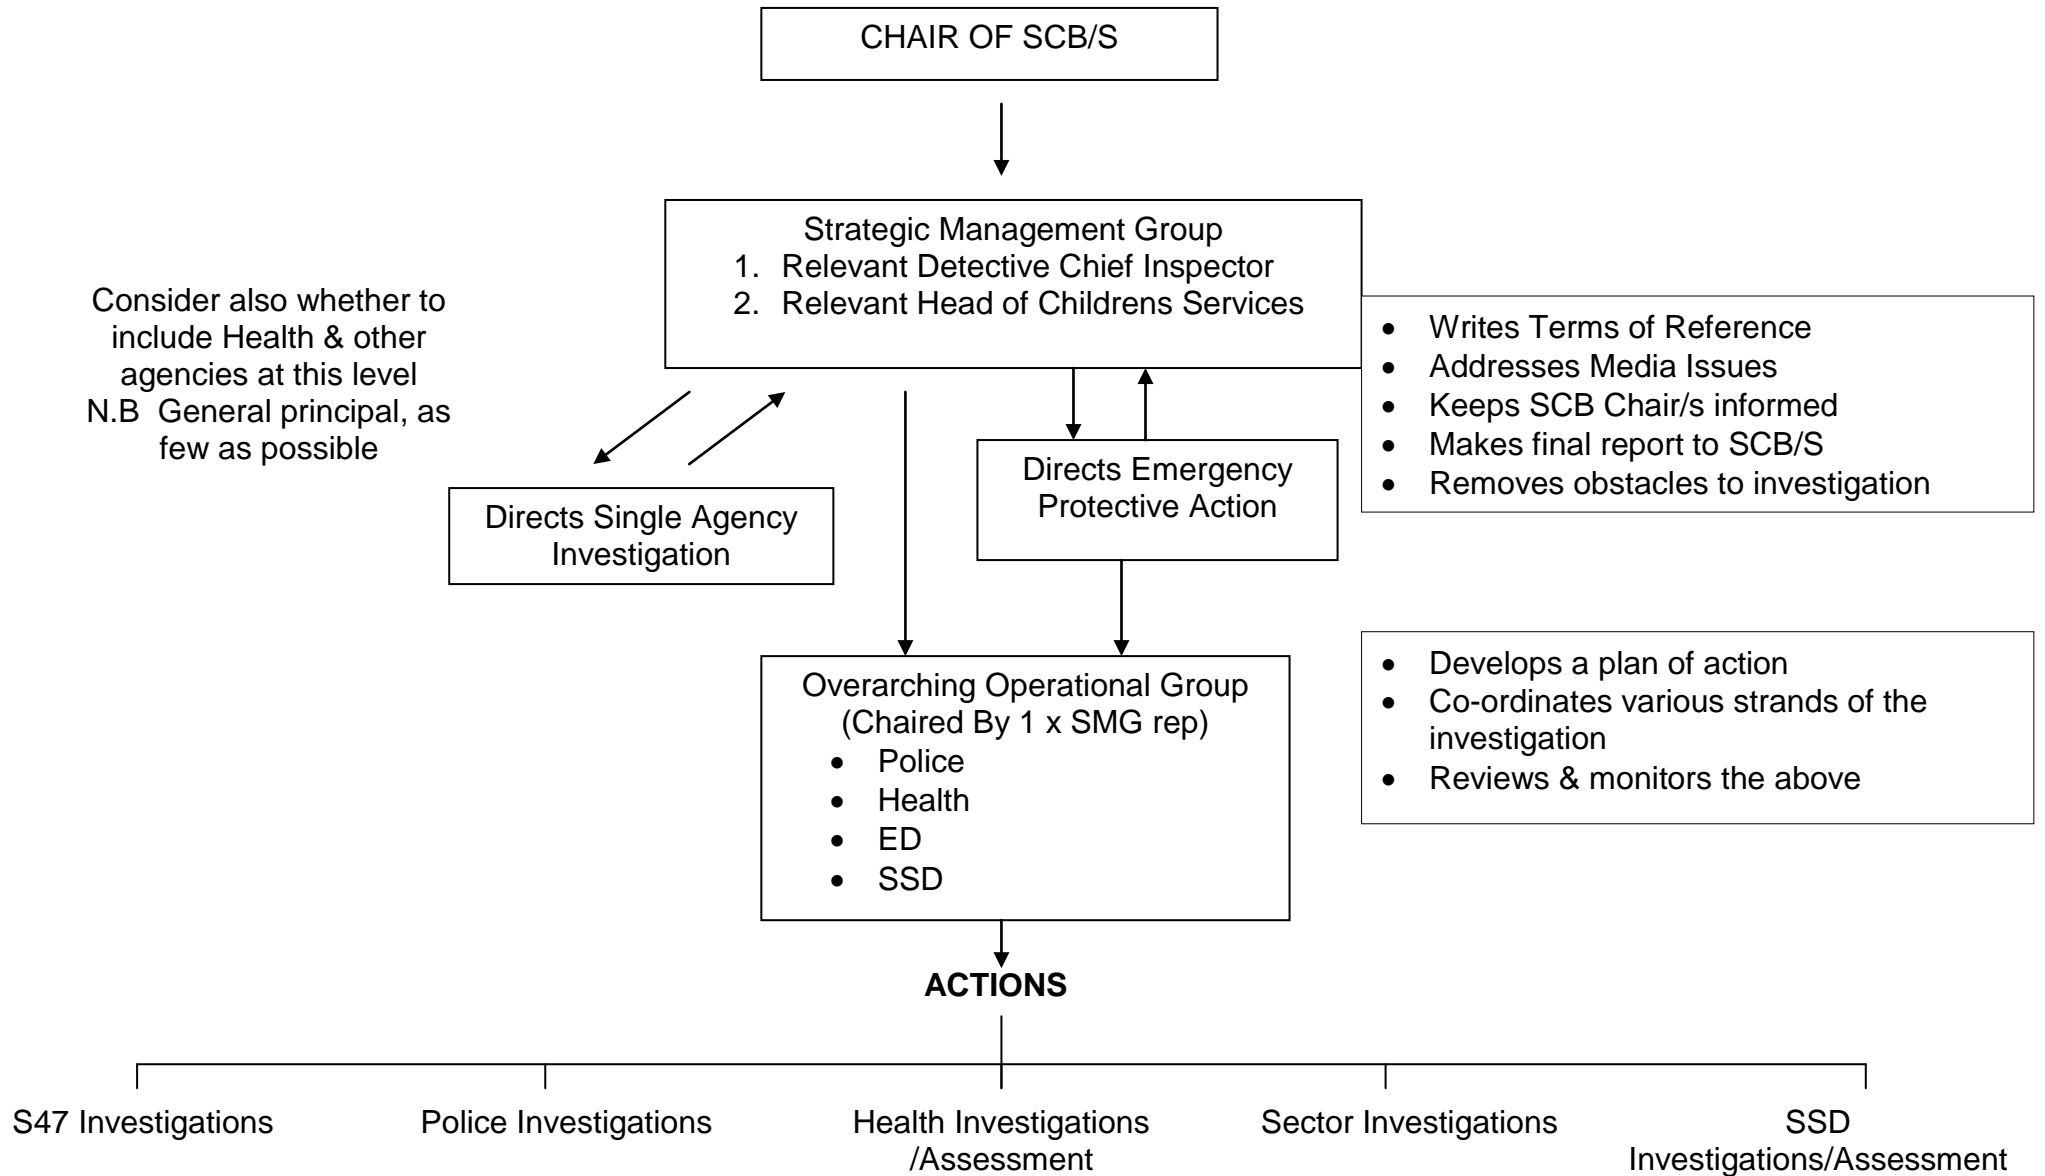 CHAIR OF SCB/S
Strategic Management Group
1. Relevant Detective Chief Inspector
2. Relevant Head of Childrens Services
Consider also whether to
include Health & other
agencies at this level
N.B General principal, as
few as possible
• Writes Terms of Reference
• Addresses Media Issues
• Keeps SCB Chair/s informed
• Makes final report to SCB/S
• Removes obstacles to investigation
Directs Single Agency
Investigation
Directs Emergency
Protective Action
Overarching Operational Group
(Chaired By 1 x SMG rep)
• Police
• Health
• ED
• SSD
• Develops a plan of action
• Co-ordinates various strands of the
investigation
• Reviews & monitors the above
ACTIONS
S47 Investigations
Police Investigations
Health Investigations
/Assessment
Sector Investigations
SSD
Investigations/Assessment